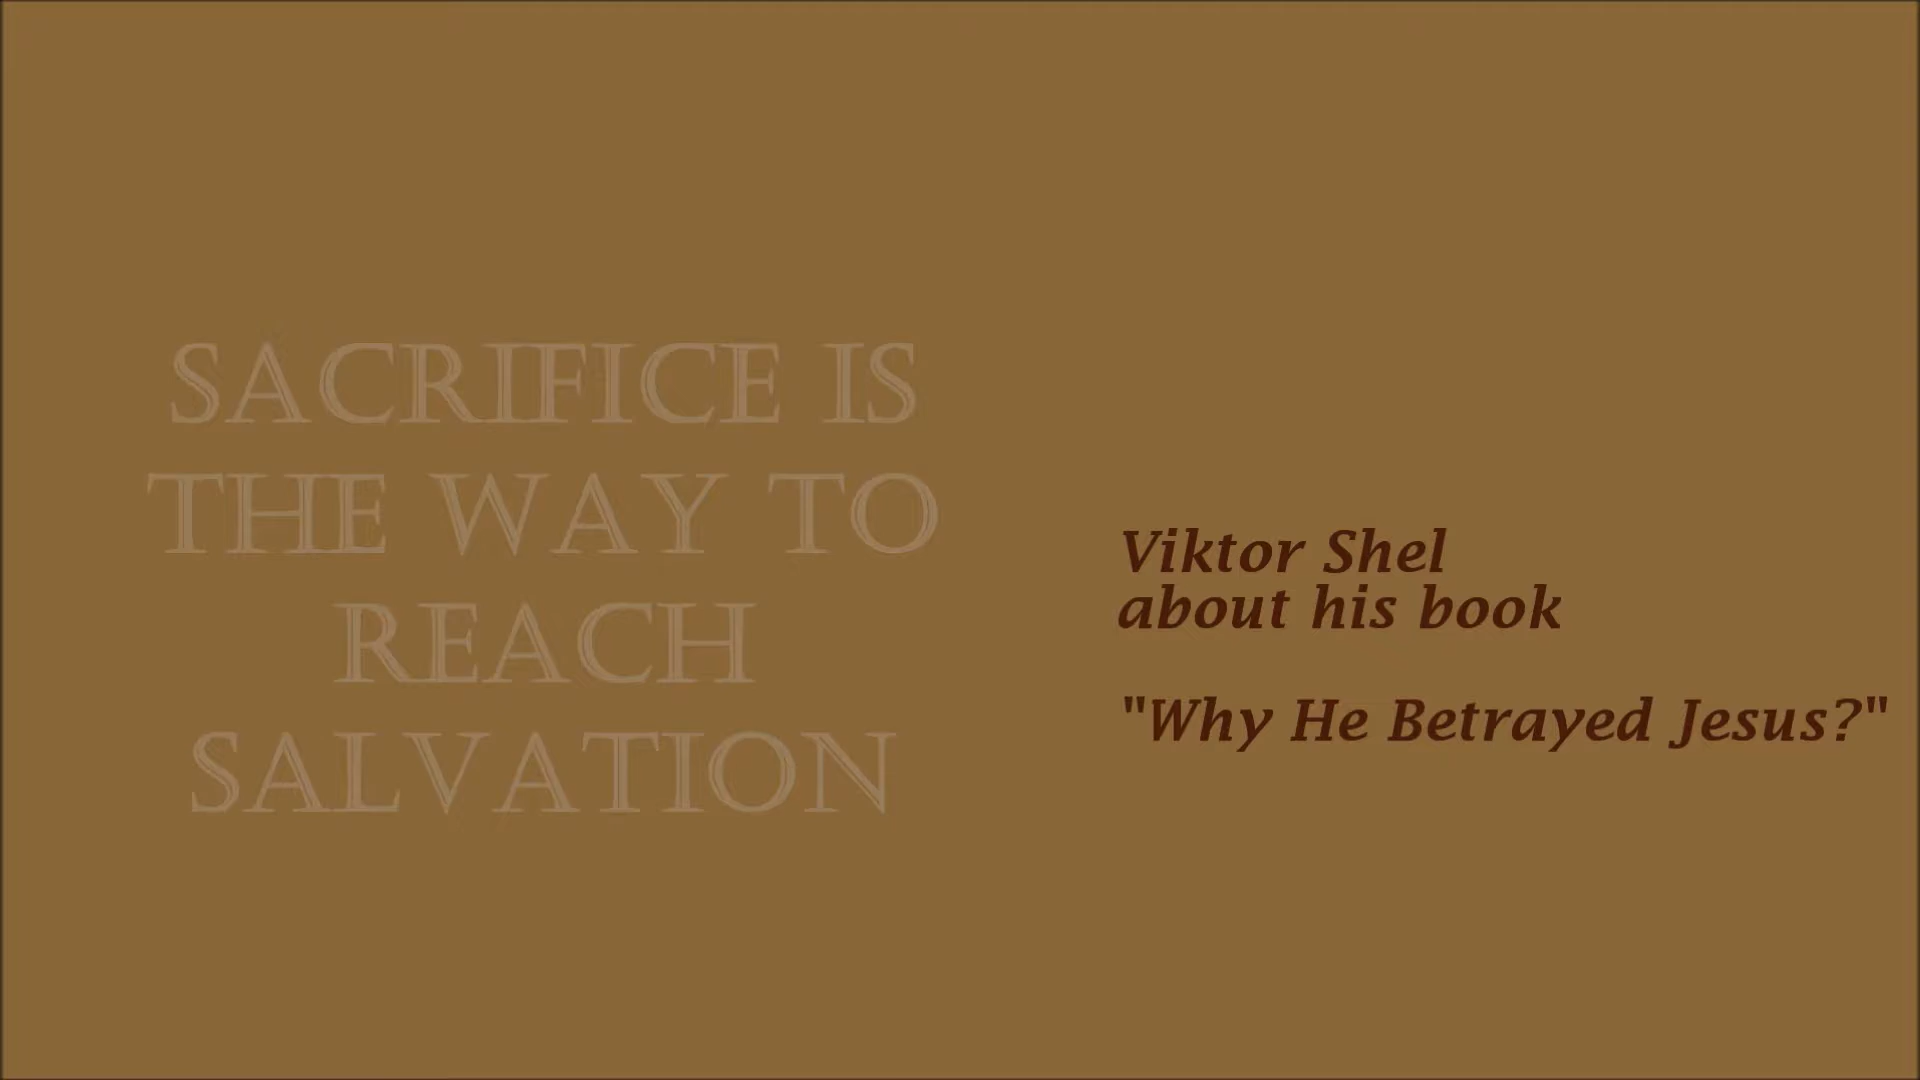 SACRIFICE IS
THE WAY TO
REACH
SALVATION
Viktor Shel
about his book
"Why He Betrayed Jesus?"